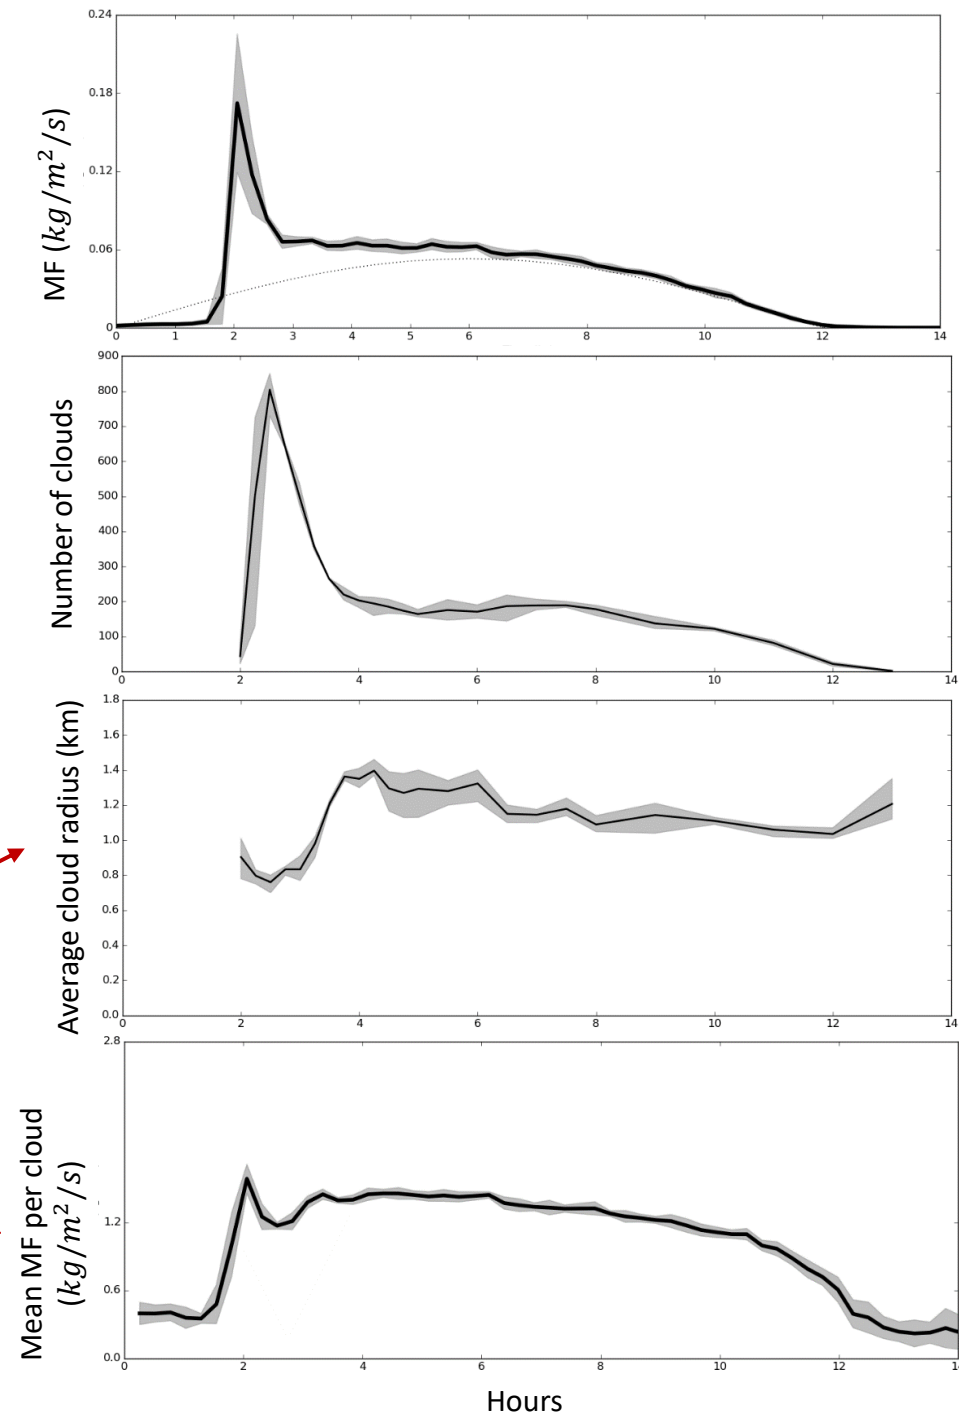 MF (kg/m²/s)
0.24
0.18
0.12
0.06
0
0 1 2 3 4 5 6 8 10 12 14
Number of clouds
900
800
700
600
500
400
300
200
100
0
0 2 4 6 8 10 12 14
Average cloud radius (km)
1.8
1.6
1.4
1.2
1.0
0.8
0.6
0.4
0.2
0.0
0 2 4 6 8 10 12 14
Mean MF per cloud
(kg/m²/s)
2.8
1.2
0.6
0.0
0 2 4 6 8 10 12 14
Hours